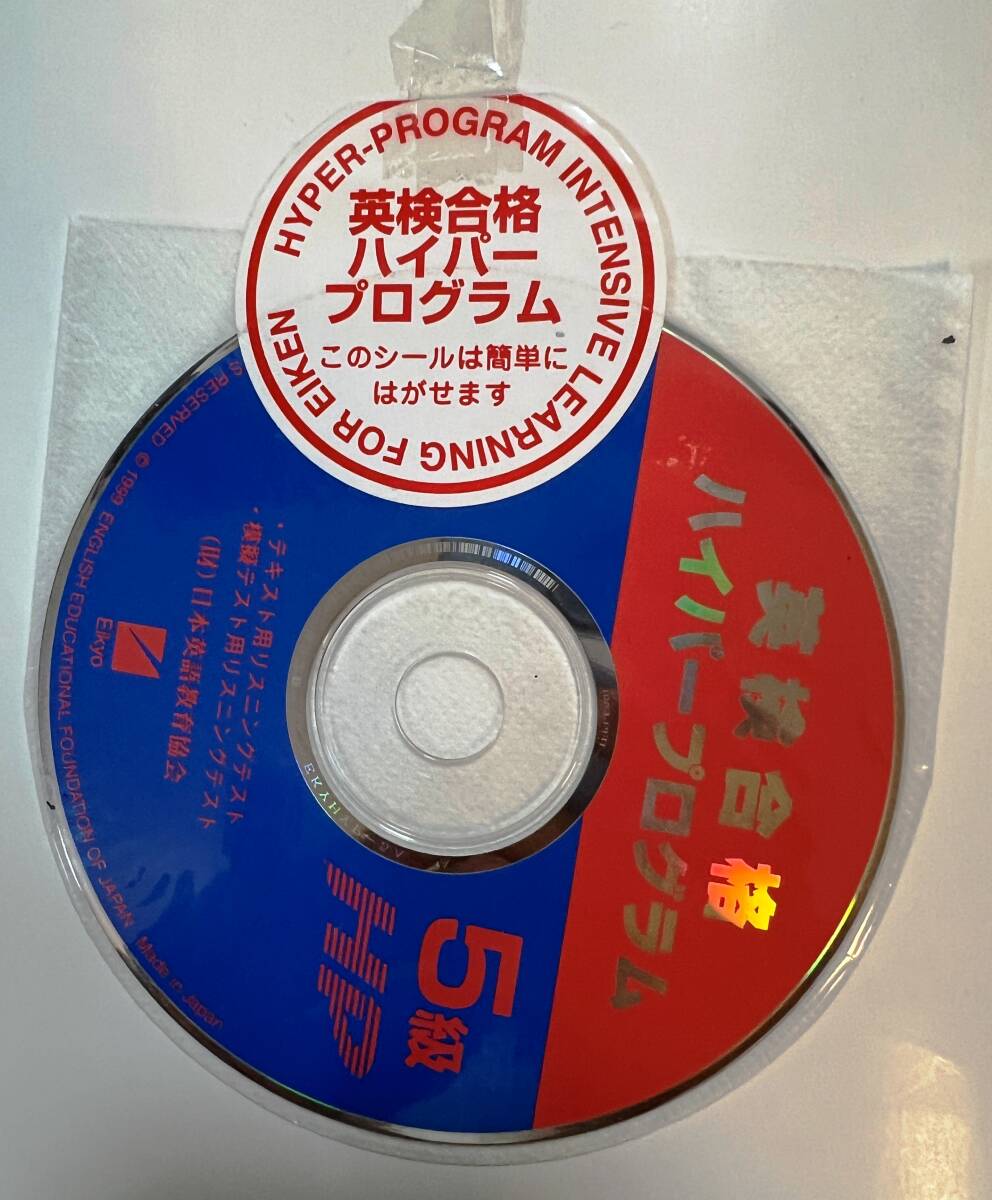 HYPER-PROGRAM INTENSIVE LEARNING FOR EIKEN
英検合格
ハイパー
プログラム
このシールは簡単に
はがせます
英検合格
ハイパープログラム
5級
HP
・テキスト用リスニングテスト
・模擬テスト用リスニングテスト
(財)日本英語教育協会
Eikyo
S RESERVED © 1999 ENGLISH EDUCATIONAL FOUNDATION OF JAPAN Made in Japan